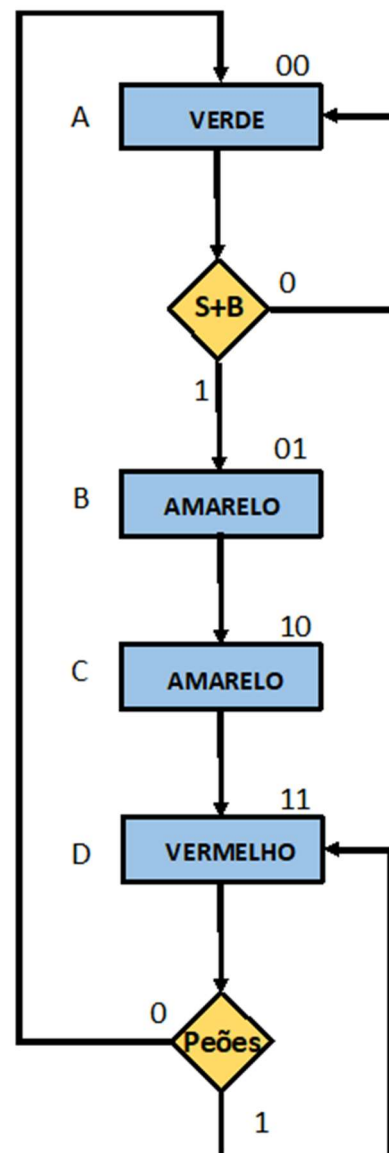 00
A
VERDE
S+B
0
1
01
B
AMARELO
10
C
AMARELO
11
D
VERMELHO
0
Peões
1